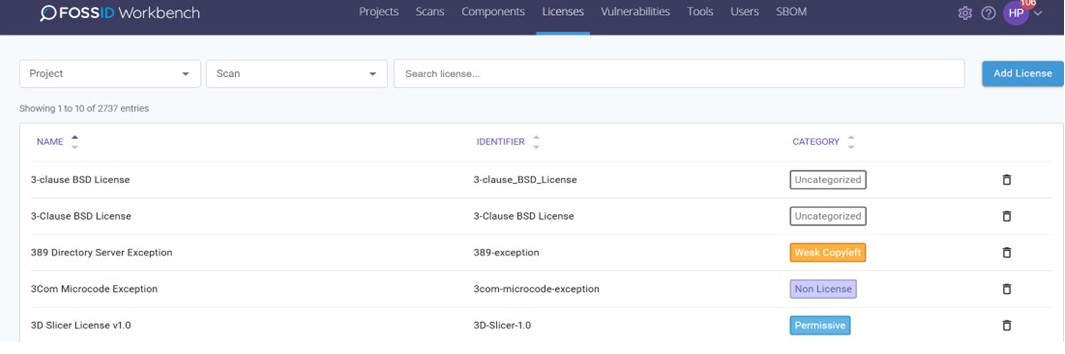 FOSSID Workbench
Projects Scans Components Licenses Vulnerabilities Tools Users SBOM
HP 106
Project Scan Search license... Add License
Showing 1 to 10 of 2737 entries
NAME IDENTIFIER CATEGORY
3-clause BSD License 3-clause_BSD_License Uncategorized
3-Clause BSD License 3-Clause BSD License Uncategorized
389 Directory Server Exception 389-exception Weak Copyleft
3Com Microcode Exception 3com-microcode-exception Non License
3D Slicer License v1.0 3D-Slicer-1.0 Permissive